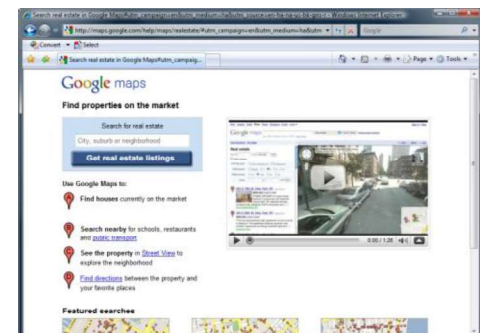 Search real estate in Google Maps#utm_campaign=en&utm_medium=ha&utm_source=en-ha-na-us-bk-gm - Windows Internet Explorer
http://maps.google.com/help/maps/realestate/#utm_campaign=en&utm_medium=ha&utm
Google
Convert
Select
Search real estate in Google Maps#utm_campaig...
Page
Tools
Google maps
Find properties on the market
Search for real estate
City, suburb or neighborhood
Get real estate listings
Use Google Maps to:
Find houses currently on the market
Search nearby for schools, restaurants
and public transport
See the property in Street View to
explore the neighborhood
Find directions between the property and
your favorite places
Google
Real estate
0:00 / 1:28
Featured searches